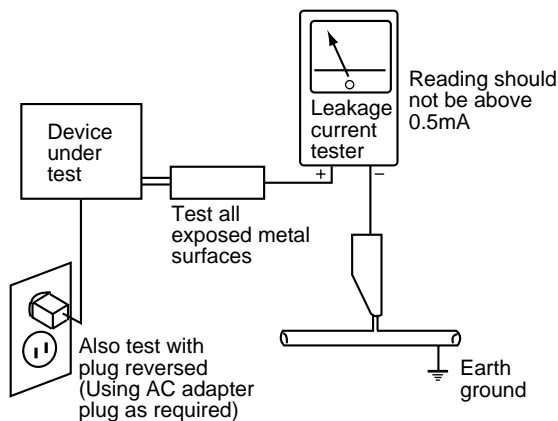 Device
under
test
Leakage
current
tester
+ −
Reading should
not be above
0.5mA
Test all
exposed metal
surfaces
Also test with
plug reversed
(Using AC adapter
plug as required)
Earth
ground